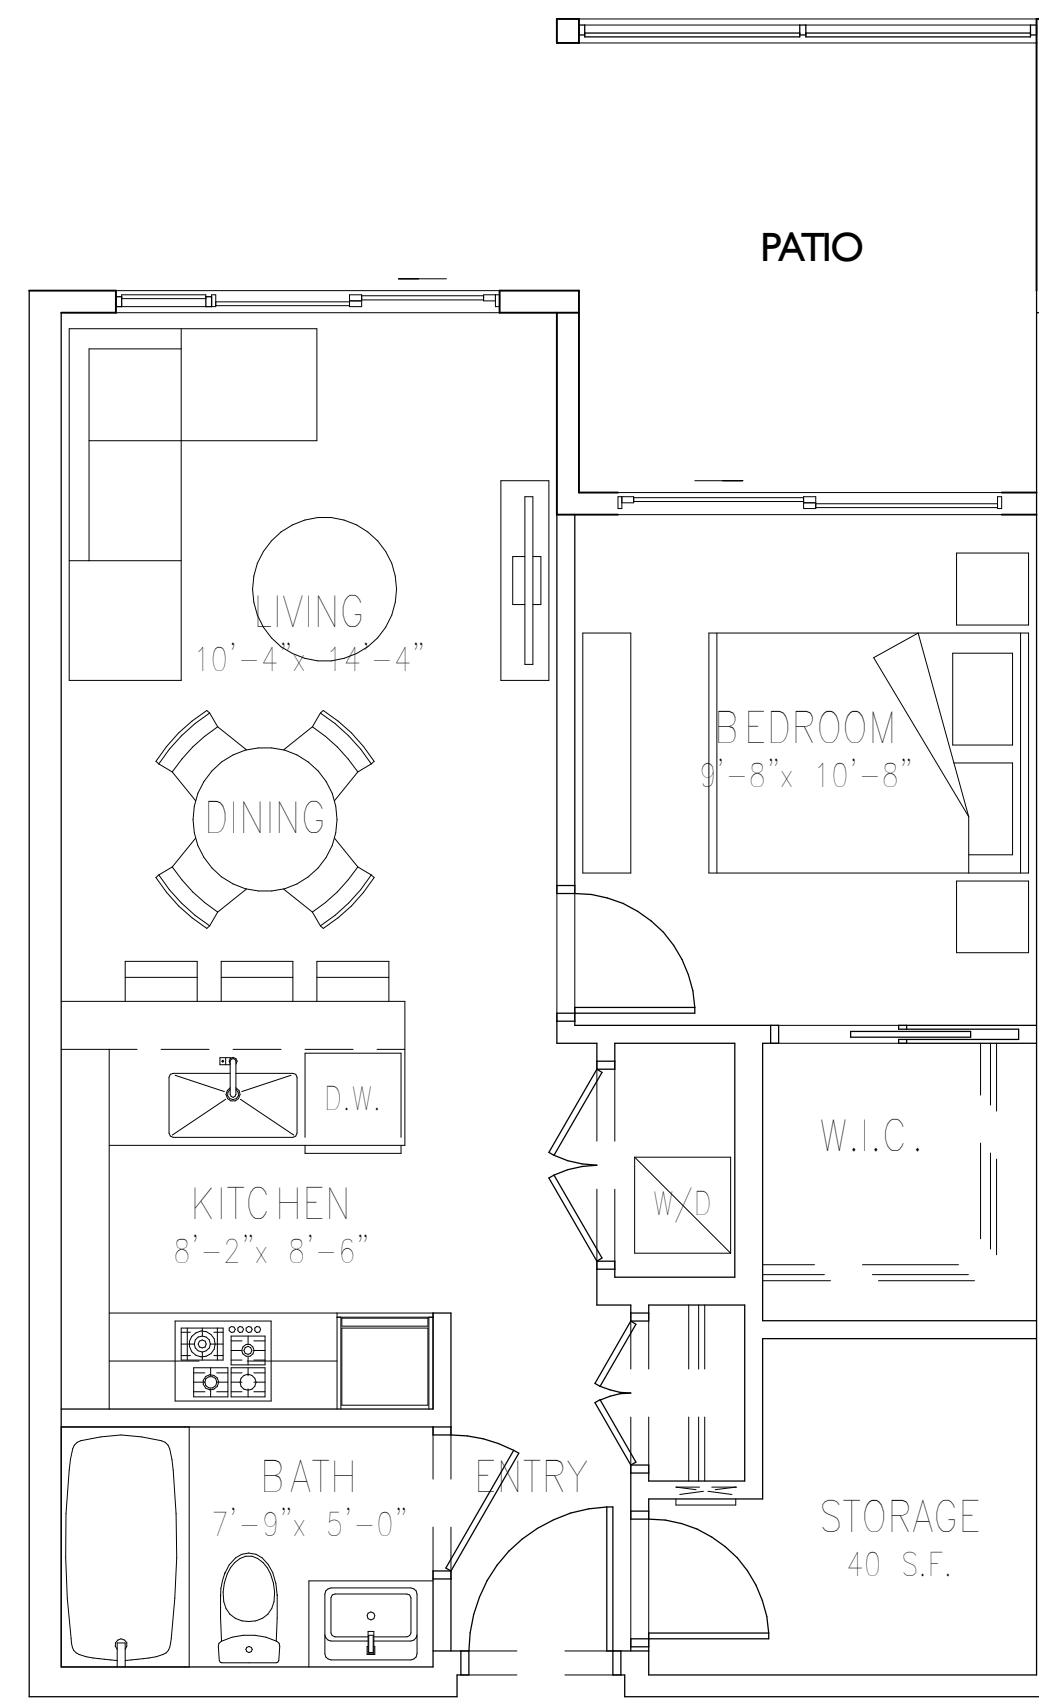 PATIO
LIVING
10'-4"x 14'-4"
BEDROOM
9'-8"x 10'-8"
DINING
D.W.
W.I.C.
KITCHEN
8'-2"x 8'-6"
W/D
BATH
7'-9"x 5'-0"
ENTRY
STORAGE
40 S.F.